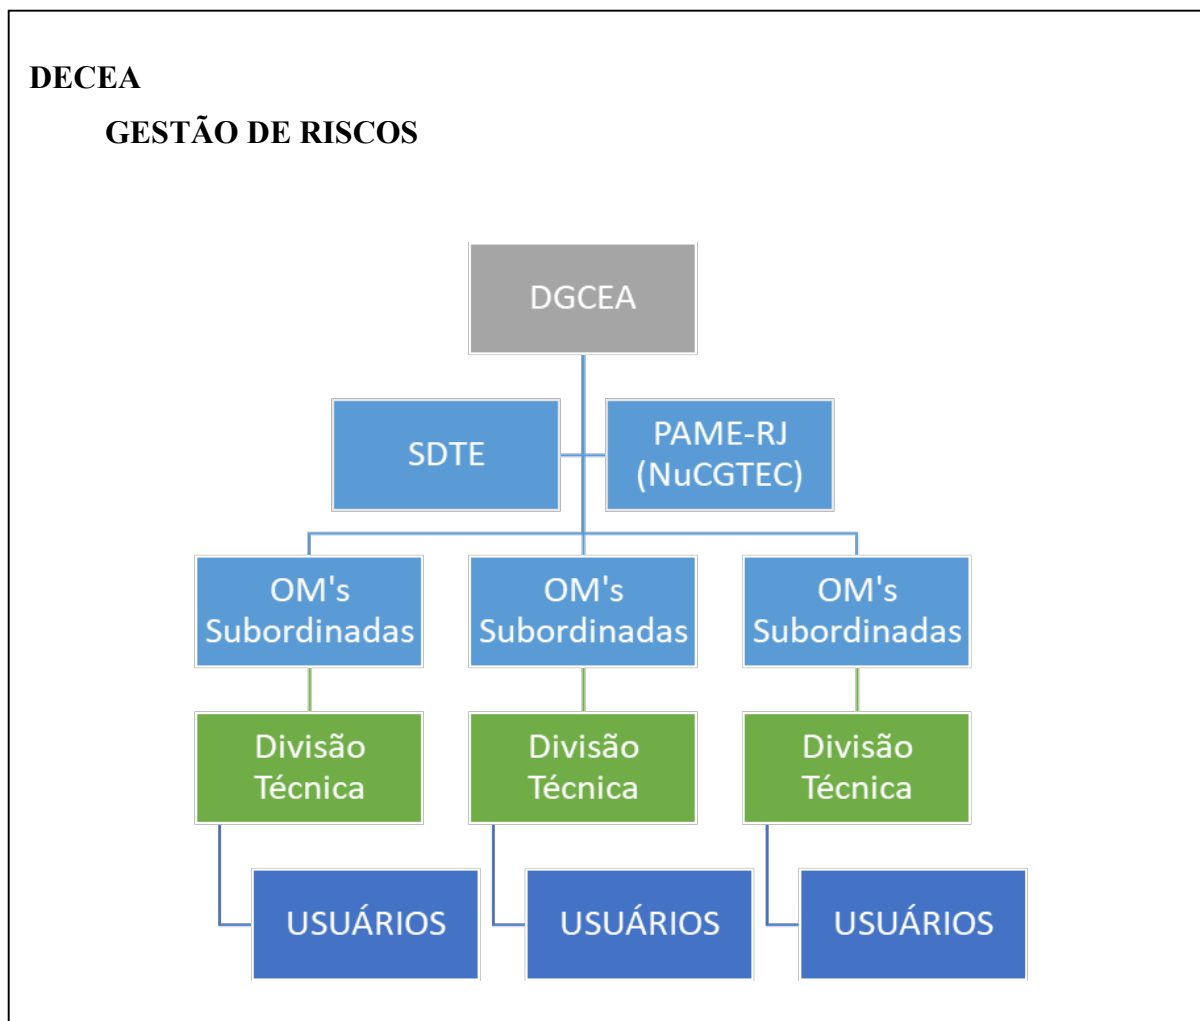 DECEA
GESTÃO DE RISCOS
DGCEA
SDTE
PAME-RJ
(NuCGTEC)
OM's
Subordinadas
OM's
Subordinadas
OM's
Subordinadas
Divisão
Técnica
Divisão
Técnica
Divisão
Técnica
USUÁRIOS
USUÁRIOS
USUÁRIOS